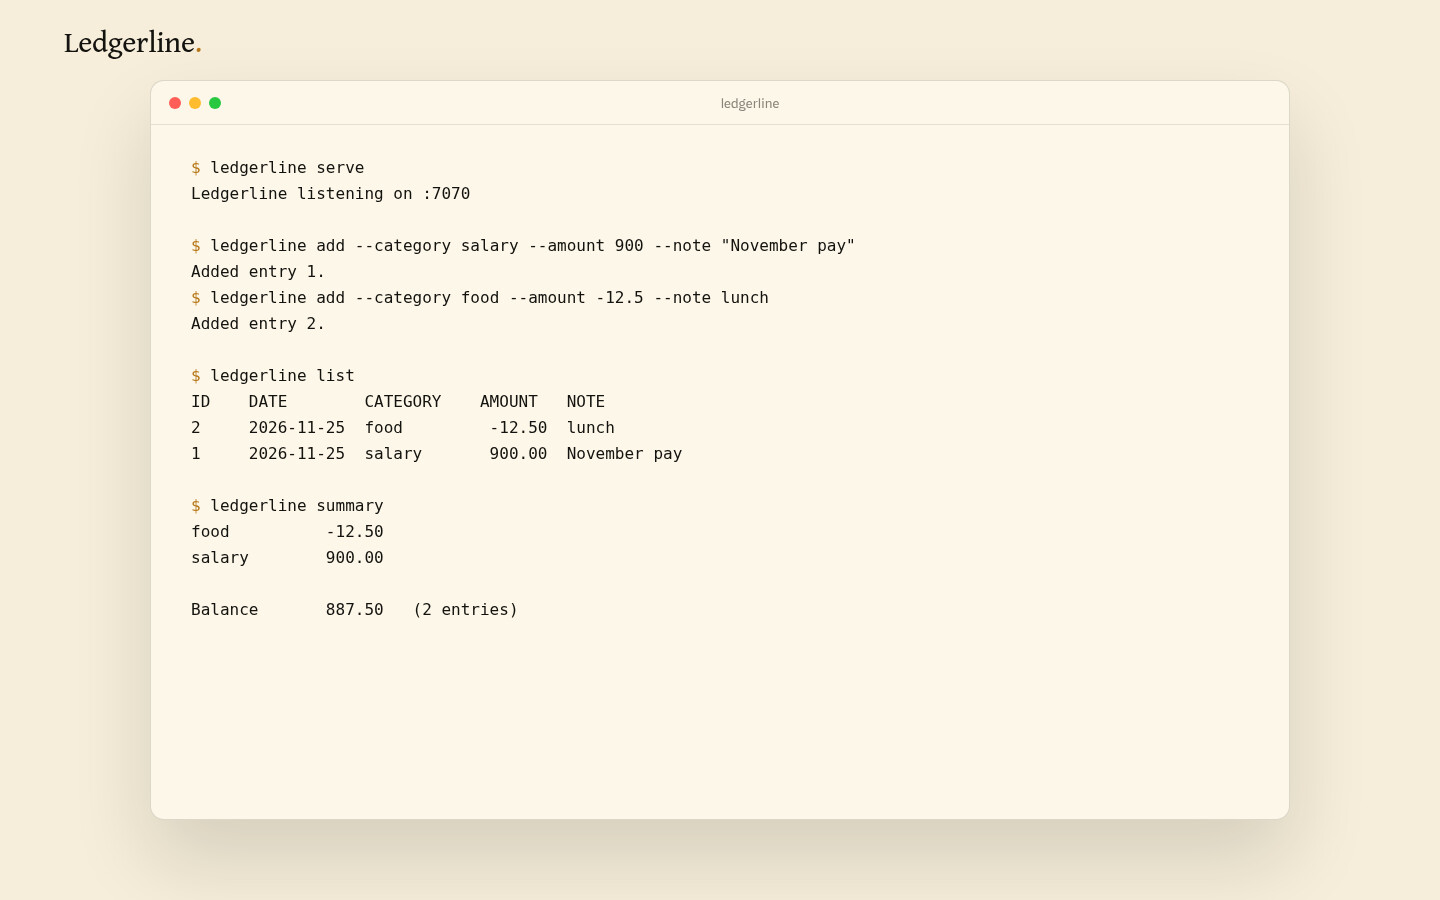 Ledgerline.
ledgerline
$ ledgerline serve
Ledgerline listening on :7070
$ ledgerline add --category salary --amount 900 --note "November pay"
Added entry 1.
$ ledgerline add --category food --amount -12.5 --note lunch
Added entry 2.
$ ledgerline list
ID    DATE        CATEGORY    AMOUNT   NOTE
2     2026-11-25  food         -12.50  lunch
1     2026-11-25  salary       900.00  November pay
$ ledgerline summary
food          -12.50
salary        900.00
Balance       887.50   (2 entries)